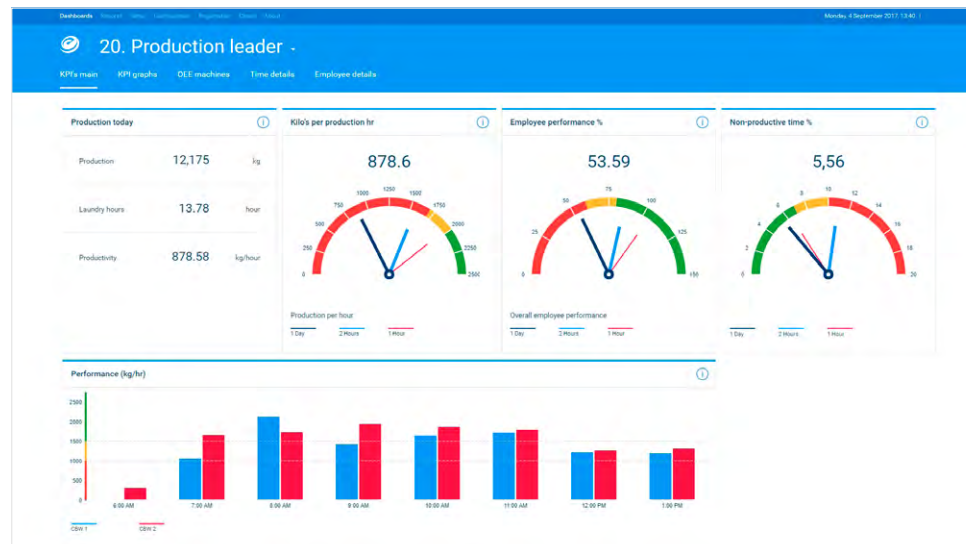 Dashboards
Monday, 4 September 2017, 13:40
20. Production leader
KPI's main KPI graphs OEE machines Time details Employee details
Production today
Production 12,175 kg
Laundry hours 13.78 hour
Productivity 878.58 kg/hour
Kilo's per production hr
878.6
0 250 500 750 1000 1250 1500 1750 2000 2250 2500
Production per hour
1 Day 2 Hours 1 Hour
Employee performance %
53.59
0 25 50 75 100 125 150
Overall employee performance
1 Day 2 Hours 1 Hour
Non-productive time %
5,56
0 2 4 6 8 10 12 14 16 18 20
1 Day 2 Hours 1 Hour
Performance (kg/hr)
2500
2000
1500
1000
500
0
6:00 AM 7:00 AM 8:00 AM 9:00 AM 10:00 AM 11:00 AM 12:00 PM 1:00 PM
CBW 1 CBW 2